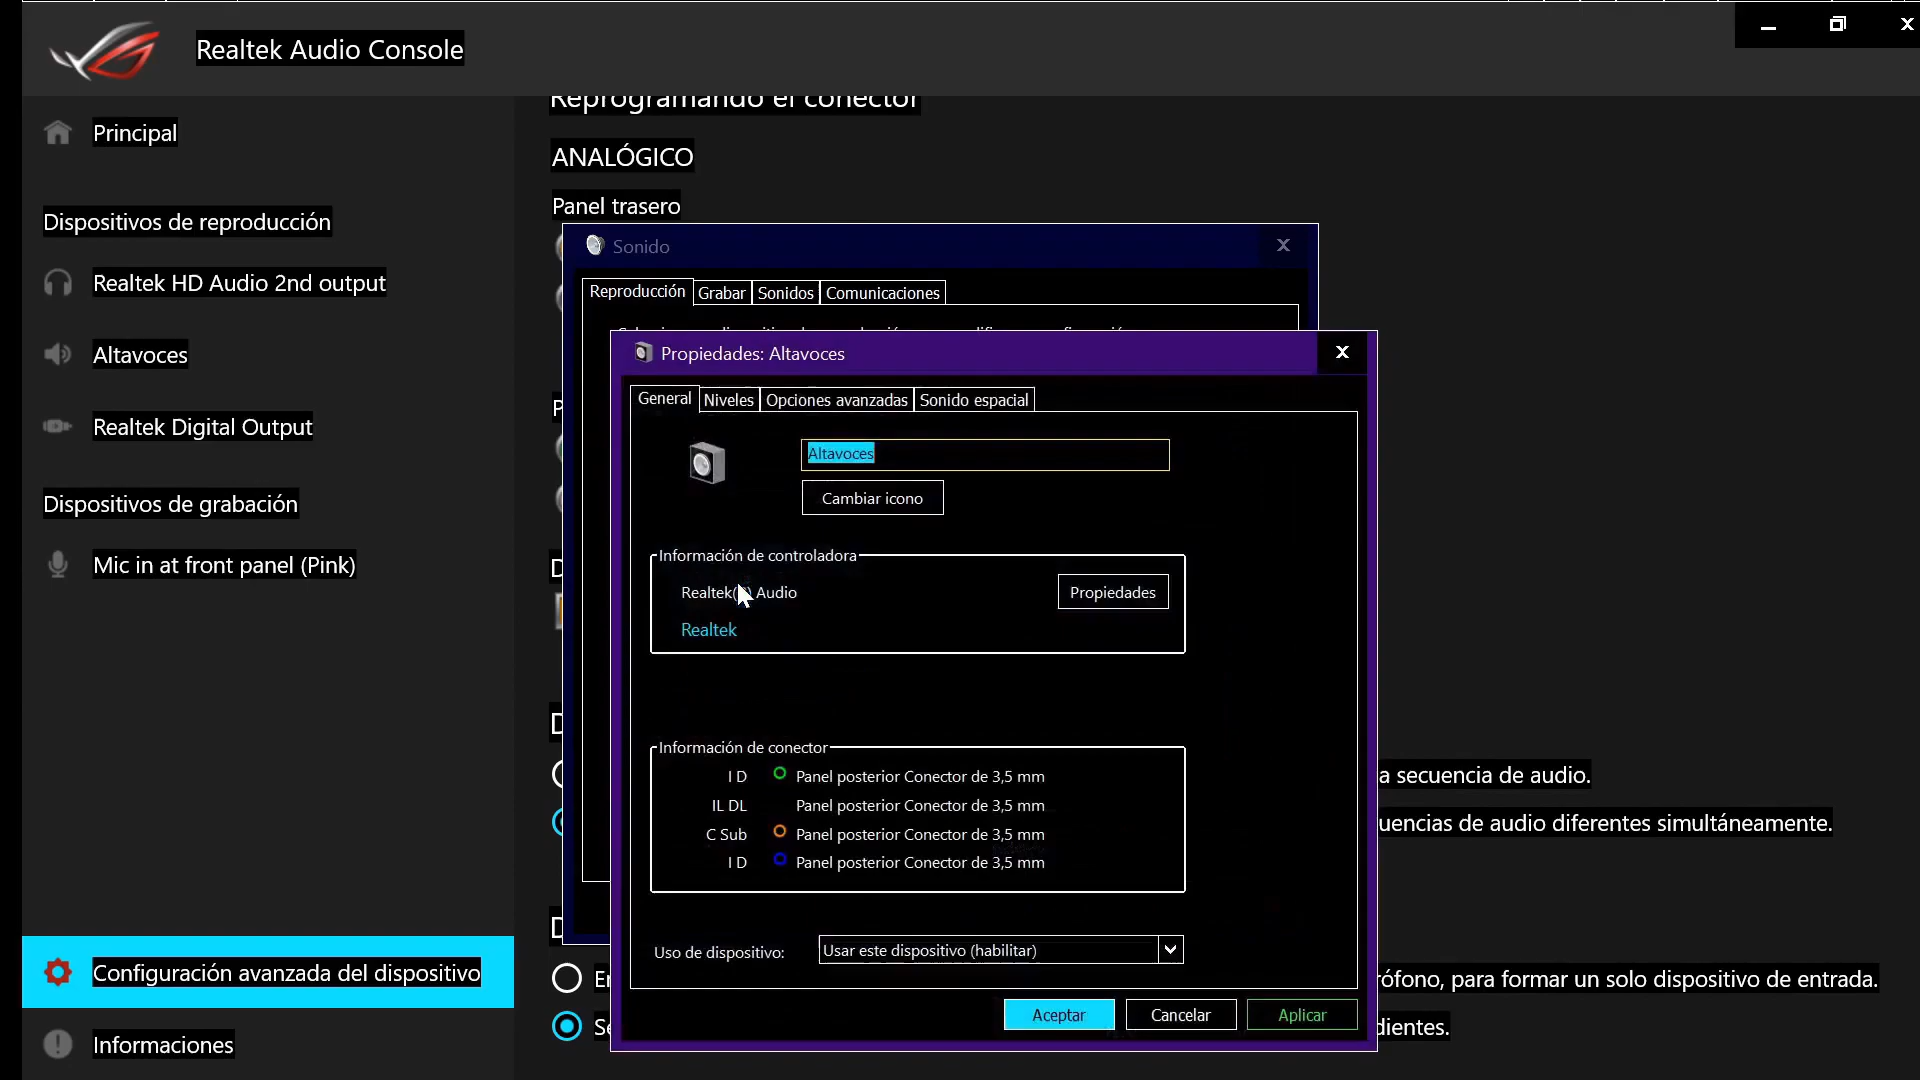 Realtek Audio Console
Principal
Dispositivos de reproducción
Realtek HD Audio 2nd output
Altavoces
Realtek Digital Output
Dispositivos de grabación
Mic in at front panel (Pink)
Configuración avanzada del dispositivo
Informaciones
Reprogramando el conector
ANALÓGICO
Panel trasero
Sonido
Reproducción Grabar Sonidos Comunicaciones
Propiedades: Altavoces
General Niveles Opciones avanzadas Sonido espacial
Altavoces
Cambiar icono
Información de controladora
Realtek( Audio
Propiedades
Realtek
Información de conector
I D Panel posterior Conector de 3,5 mm
IL DL Panel posterior Conector de 3,5 mm
C Sub Panel posterior Conector de 3,5 mm
I D Panel posterior Conector de 3,5 mm
Uso de dispositivo: Usar este dispositivo (habilitar)
Aceptar Cancelar Aplicar
a secuencia de audio.
uencias de audio diferentes simultáneamente.
rófono, para formar un solo dispositivo de entrada.
dientes.